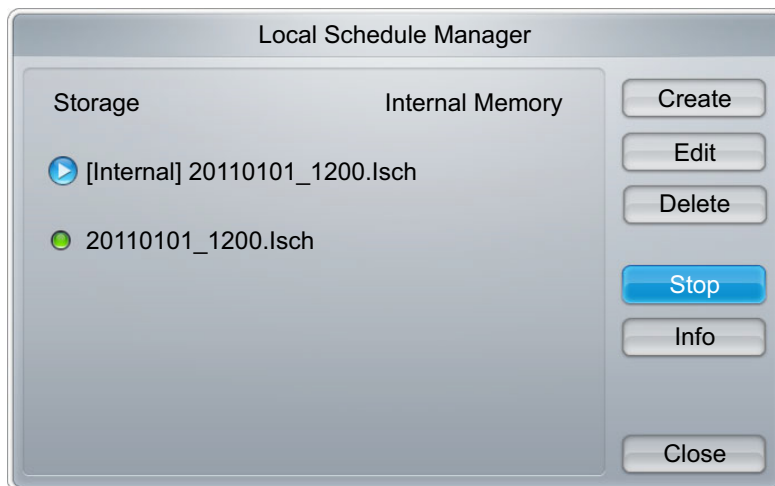 Local Schedule Manager
Storage Internal Memory
[Internal] 20110101_1200.lsch
20110101_1200.lsch
Create
Edit
Delete
Stop
Info
Close